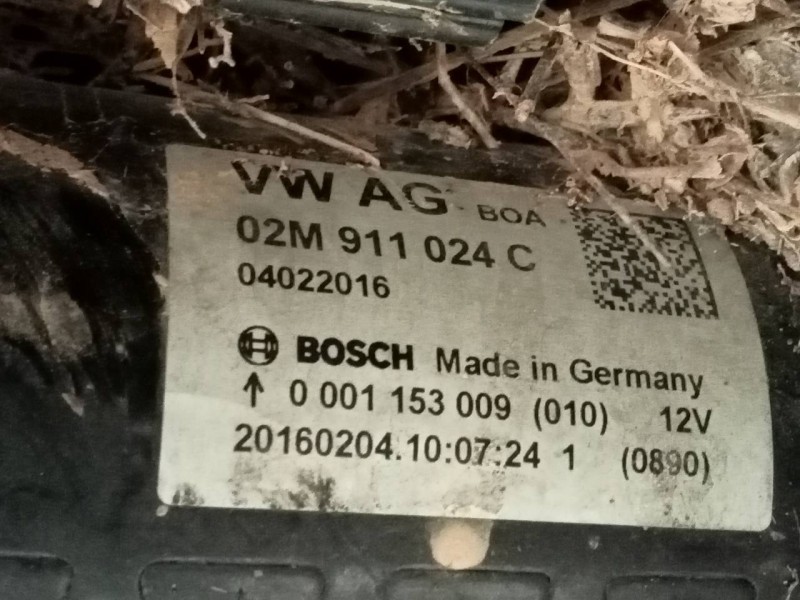 VW AG BOA
02M 911 024 C
04022016
BOSCH Made in Germany
↑ 0 001 153 009 (010) 12V
20160204.10:07:24 1 (0890)